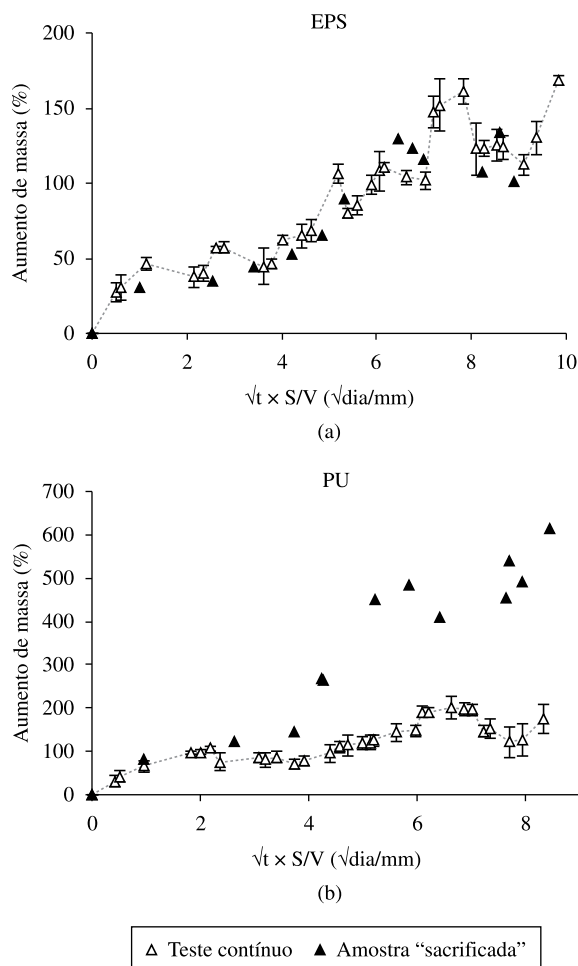 EPS
200
150
100
50
0
Aumento de massa (%)
0 2 4 6 8 10
√t × S/V (√dia/mm)
(a)
PU
700
600
500
400
300
200
100
0
Aumento de massa (%)
0 2 4 6 8
√t × S/V (√dia/mm)
(b)
Teste contínuo Amostra “sacrificada”